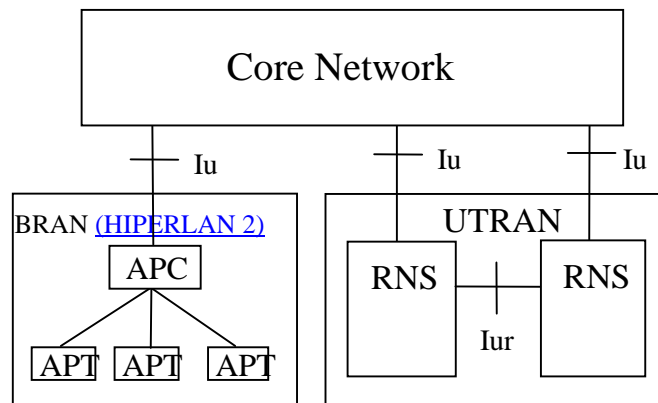 Core Network
Iu
Iu
Iu
BRAN (HIPERLAN 2)
UTRAN
APC
RNS
RNS
Iur
APT
APT
APT